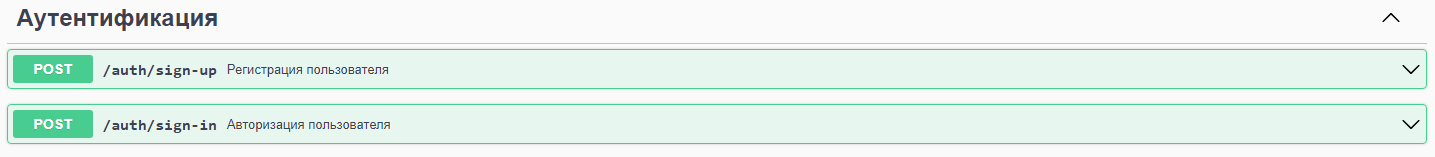 Аутентификация
POST /auth/sign-up Регистрация пользователя
POST /auth/sign-in Авторизация пользователя